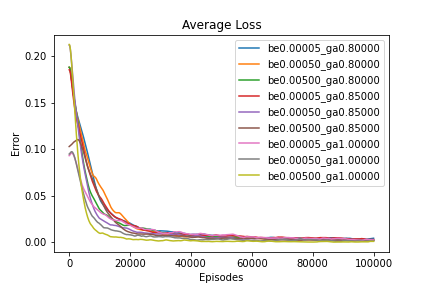 Average Loss
Error
0.20
0.15
0.10
0.05
0.00
be0.00005_ga0.80000
be0.00050_ga0.80000
be0.00500_ga0.80000
be0.00005_ga0.85000
be0.00050_ga0.85000
be0.00500_ga0.85000
be0.00005_ga1.00000
be0.00050_ga1.00000
be0.00500_ga1.00000
0 20000 40000 60000 80000 100000
Episodes